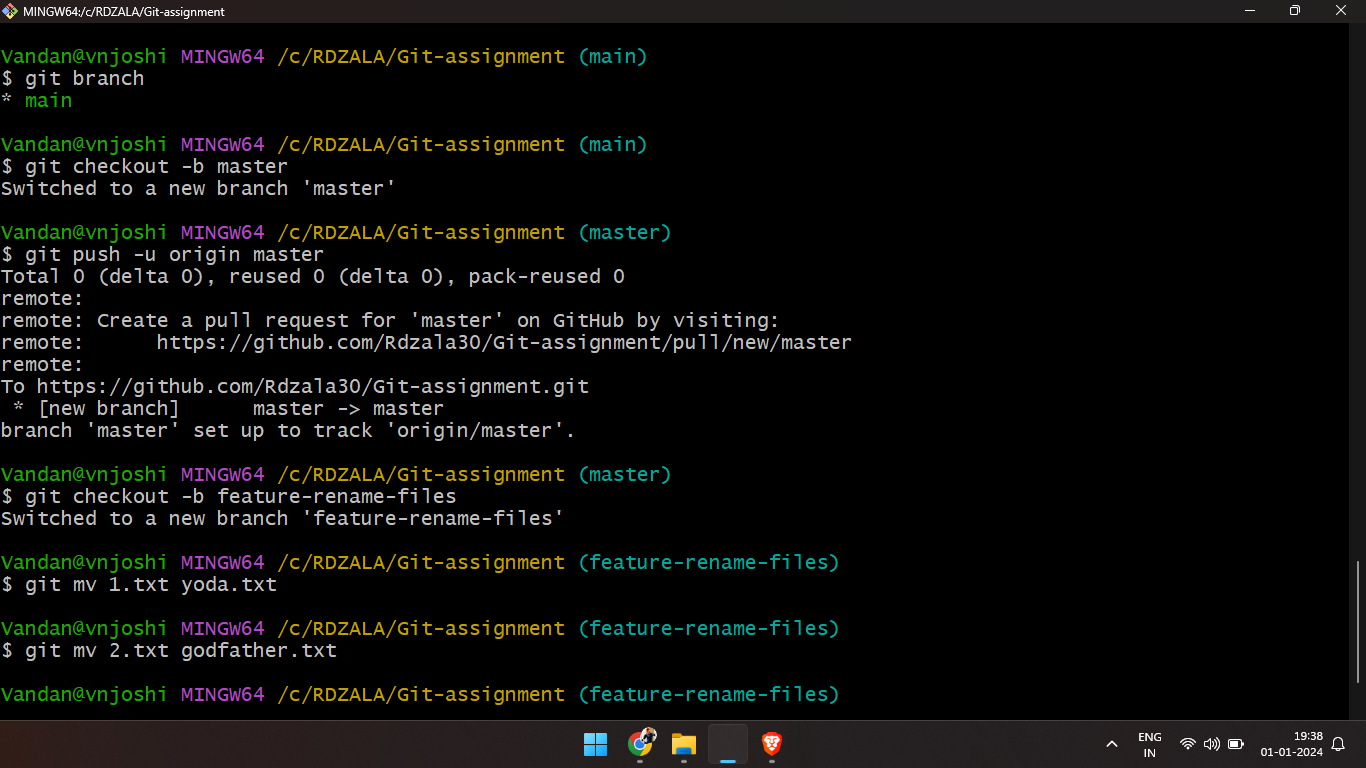 MINGW64:/c/RDZALA/Git-assignment
Vandan@vnjoshi MINGW64 /c/RDZALA/Git-assignment (main)
$ git branch
* main
Vandan@vnjoshi MINGW64 /c/RDZALA/Git-assignment (main)
$ git checkout -b master
Switched to a new branch 'master'
Vandan@vnjoshi MINGW64 /c/RDZALA/Git-assignment (master)
$ git push -u origin master
Total 0 (delta 0), reused 0 (delta 0), pack-reused 0
remote:
remote: Create a pull request for 'master' on GitHub by visiting:
remote:      https://github.com/Rdzala30/Git-assignment/pull/new/master
remote:
To https://github.com/Rdzala30/Git-assignment.git
 * [new branch]      master -> master
branch 'master' set up to track 'origin/master'.
Vandan@vnjoshi MINGW64 /c/RDZALA/Git-assignment (master)
$ git checkout -b feature-rename-files
Switched to a new branch 'feature-rename-files'
Vandan@vnjoshi MINGW64 /c/RDZALA/Git-assignment (feature-rename-files)
$ git mv 1.txt yoda.txt
Vandan@vnjoshi MINGW64 /c/RDZALA/Git-assignment (feature-rename-files)
$ git mv 2.txt godfather.txt
Vandan@vnjoshi MINGW64 /c/RDZALA/Git-assignment (feature-rename-files)
ENG
IN
19:38
01-01-2024